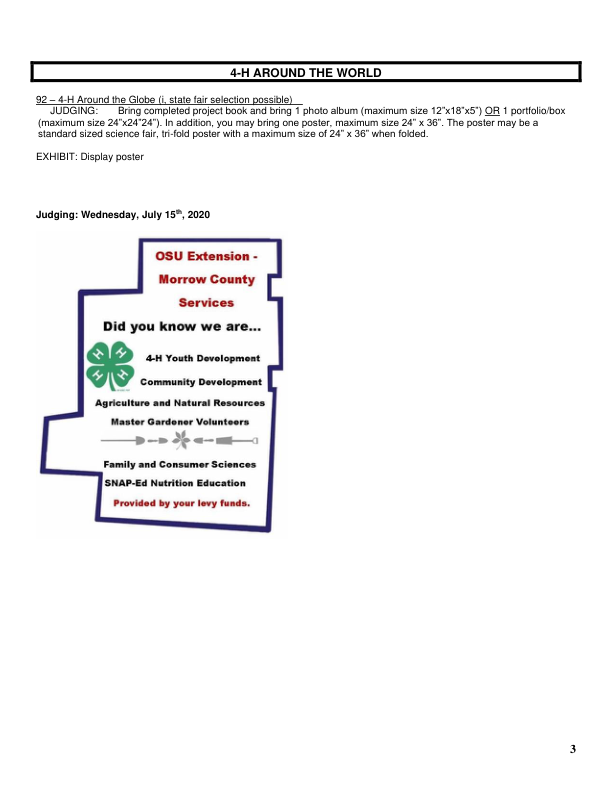 4-H AROUND THE WORLD
92 – 4-H Around the Globe (i, state fair selection possible)
JUDGING: Bring completed project book and bring 1 photo album (maximum size 12”x18”x5”) OR 1 portfolio/box
(maximum size 24”x24”24”). In addition, you may bring one poster, maximum size 24” x 36”. The poster may be a
standard sized science fair, tri-fold poster with a maximum size of 24” x 36” when folded.
EXHIBIT: Display poster
Judging: Wednesday, July 15th, 2020
OSU Extension -
Morrow County
Services
Did you know we are...
H H
H H
4-H Youth Development
Community Development
Agriculture and Natural Resources
Master Gardener Volunteers
Family and Consumer Sciences
SNAP-Ed Nutrition Education
Provided by your levy funds.
3